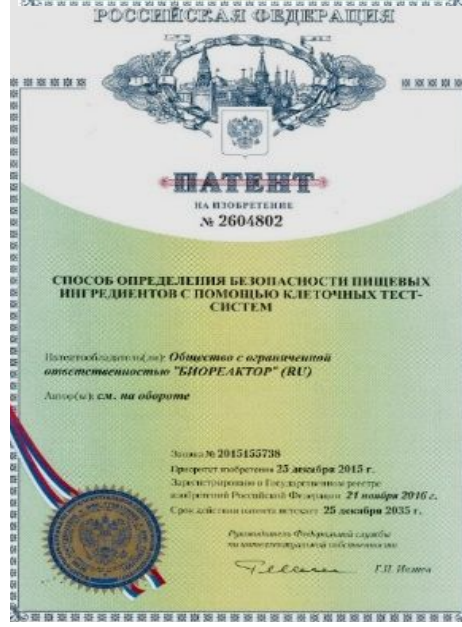 РОССИЙСКАЯ ФЕДЕРАЦИЯ
ПАТЕНТ
НА ИЗОБРЕТЕНИЕ
№ 2604802
СПОСОБ ОПРЕДЕЛЕНИЯ БЕЗОПАСНОСТИ ПИЩЕВЫХ
ИНГРЕДИЕНТОВ С ПОМОЩЬЮ КЛЕТОЧНЫХ ТЕСТ-
СИСТЕМ
Патентообладатель(ли): Общество с ограниченной
ответственностью "БИОРЕАКТОР" (RU)
Автор(ы): см. на обороте
Заявка № 2015155738
Приоритет изобретения 25 декабря 2015 г.
Зарегистрировано в Государственном реестре
изобретений Российской Федерации 21 ноября 2016 г.
Срок действия патента истекает 25 декабря 2035 г.
Руководитель Федеральной службы
по интеллектуальной собственности
Г.П. Ивлиев